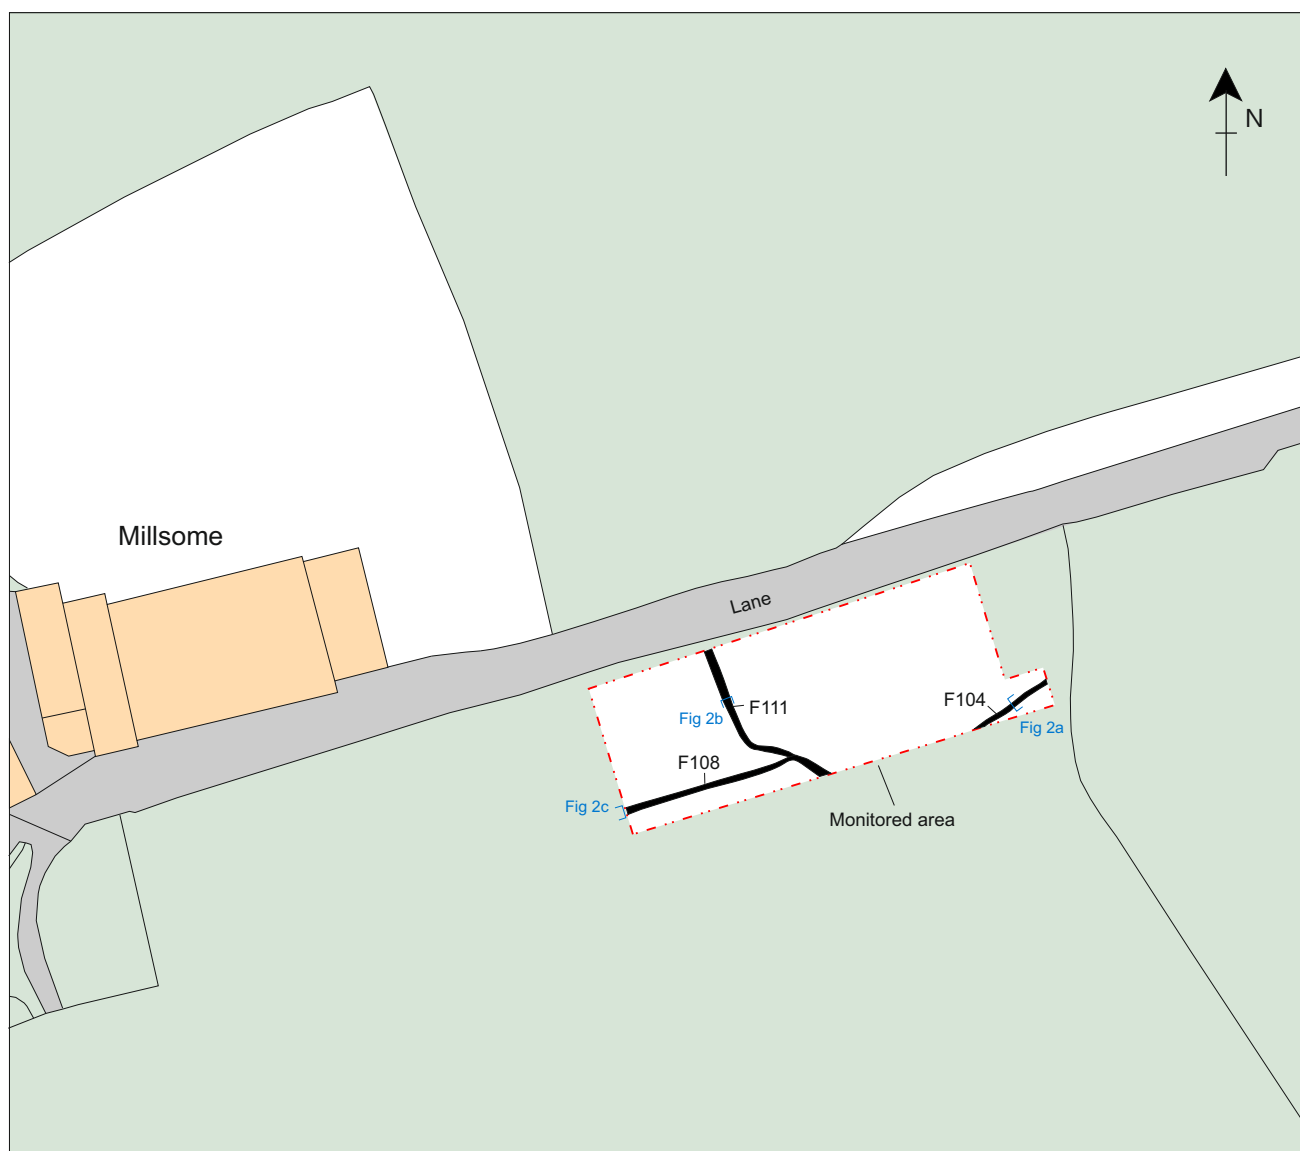 N
Millsome
Lane
F104
F111
Fig 2b
Fig 2a
F108
Fig 2c
Monitored area